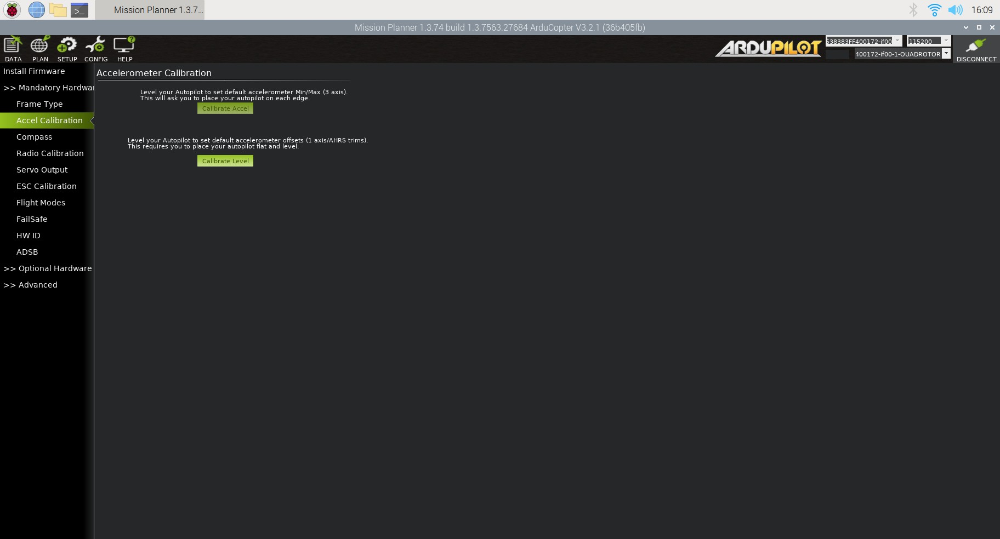 Mission Planner 1.3.7...
16:09
Mission Planner 1.3.74 build 1.3.7563.27684 ArduCopter V3.2.1 (36b405fb)
DATA
PLAN
SETUP
CONFIG
HELP
ARDUPILOT
538383FF400172-if00
115200
400172-if00-1-QUADROTOR
DISCONNECT
Install Firmware
>> Mandatory Hardwar
Frame Type
Accel Calibration
Compass
Radio Calibration
Servo Output
ESC Calibration
Flight Modes
FailSafe
HW ID
ADSB
>> Optional Hardware
>> Advanced
Accelerometer Calibration
Level your Autopilot to set default accelerometer Min/Max (3 axis).
This will ask you to place your autopilot on each edge.
Calibrate Accel
Level your Autopilot to set default accelerometer offsets (1 axis/AHRS trims).
This requires you to place your autopilot flat and level.
Calibrate Level